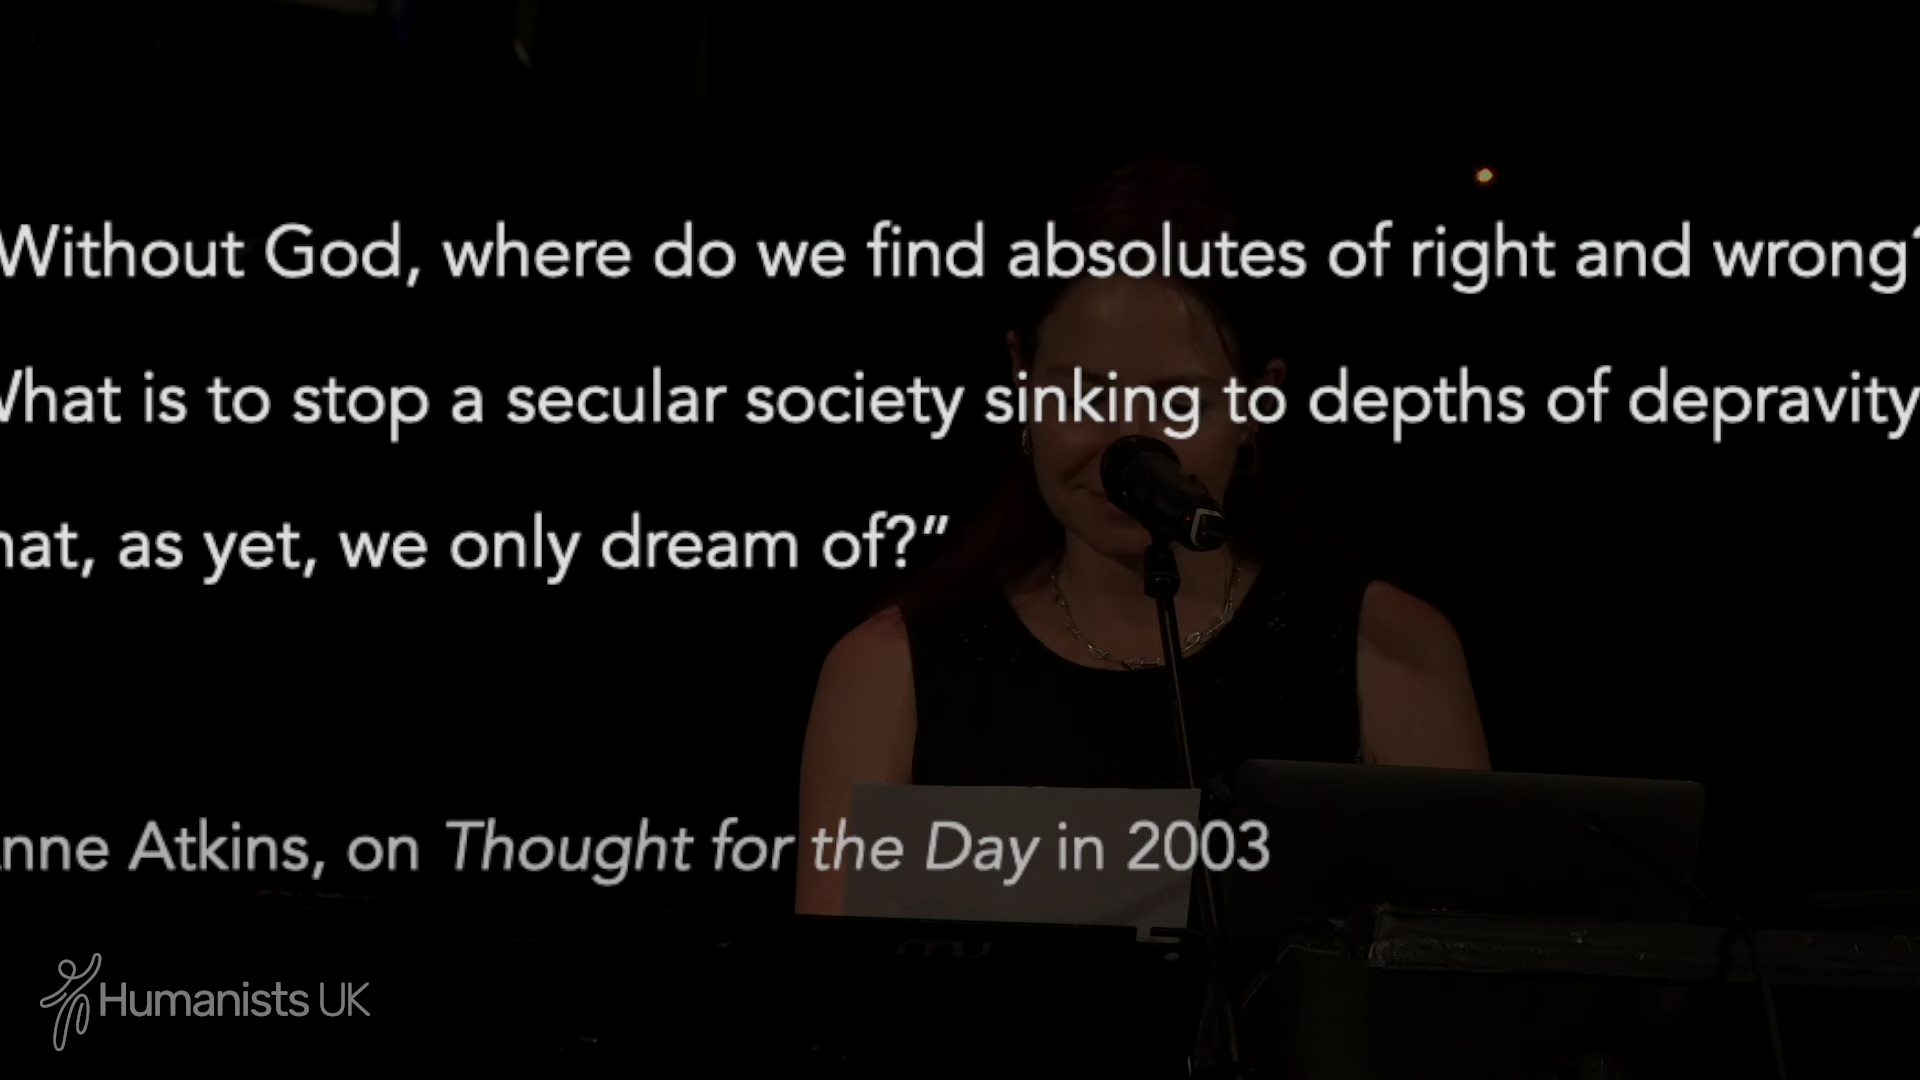 Without God, where do we find absolutes of right and wrong?
What is to stop a secular society sinking to depths of depravity
hat, as yet, we only dream of?”
nne Atkins, on Thought for the Day in 2003
Humanists UK